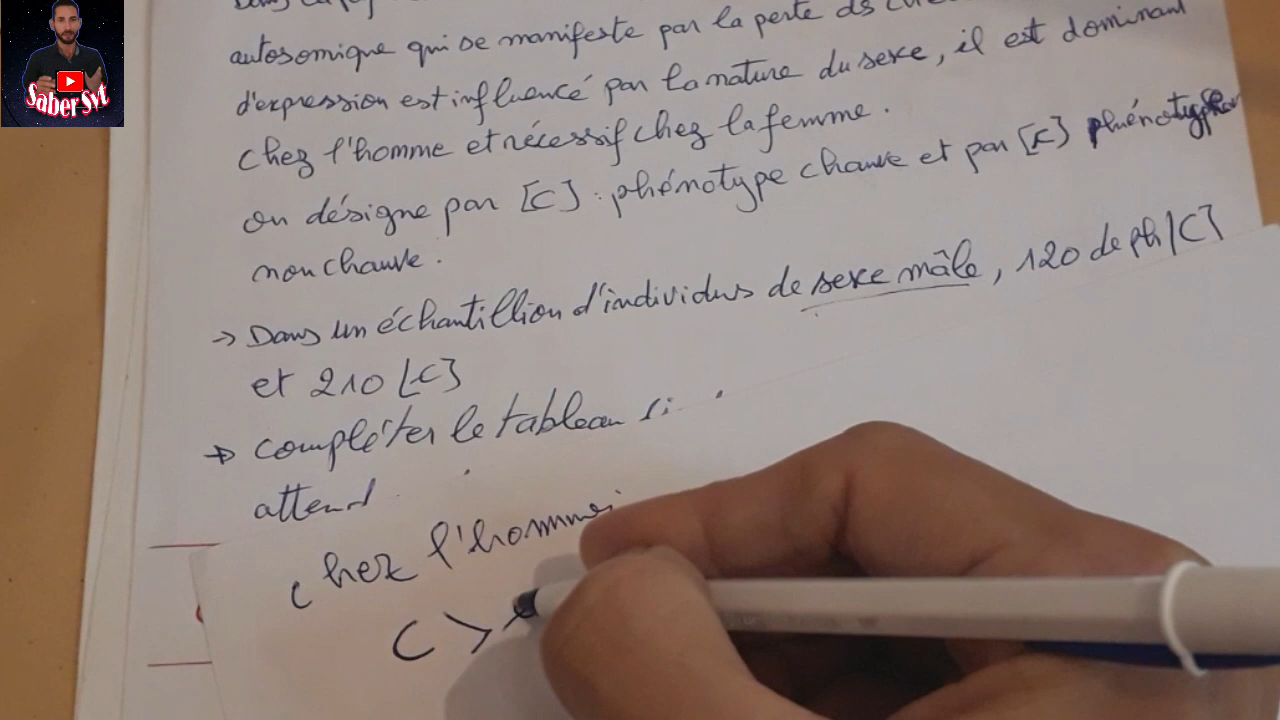 Saber Svt
autosomique qui se manifeste par la perte ds
d'expression est influencé par la nature du sexe, il est dominant
chez l'homme et nécessif chez la femme.
on désigne par [C] : phénotype chauve et par [C] phénotype
non chauve.
→ Dans un échantillion d'individus de sexe mâle, 120 de ph [C]
et 210 [C]
→ compléter le tableau
attend
chez l'homme
C >